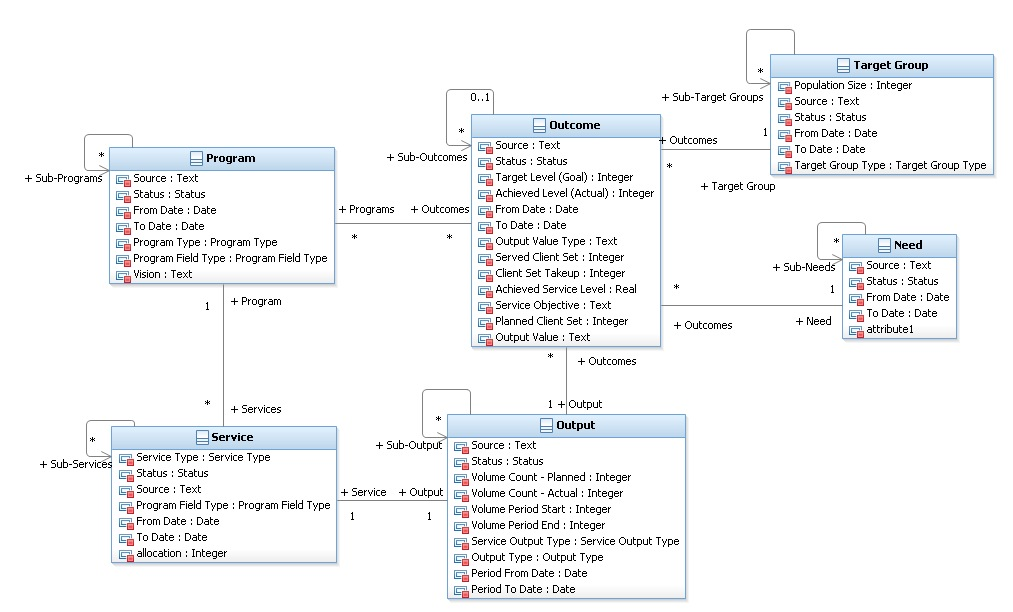 Target Group
*
Population Size : Integer
+ Sub-Target Groups
Source : Text
Status : Status
From Date : Date
To Date : Date
Target Group Type : Target Group Type
1
+ Outcomes
*
+ Target Group
0..1
*
+ Sub-Outcomes
Outcome
Source : Text
Status : Status
Target Level (Goal) : Integer
Achieved Level (Actual) : Integer
From Date : Date
To Date : Date
Output Value Type : Text
Served Client Set : Integer
Client Set Takeup : Integer
Achieved Service Level : Real
Service Objective : Text
Planned Client Set : Integer
Output Value : Text
*
+ Sub-Programs
Program
Source : Text
Status : Status
From Date : Date
To Date : Date
Program Type : Program Type
Program Field Type : Program Field Type
Vision : Text
+ Programs
+ Outcomes
*
*
*
+ Sub-Needs
Need
Source : Text
Status : Status
From Date : Date
To Date : Date
attribute1
1
*
+ Outcomes
+ Need
1
+ Program
*
+ Services
*
+ Outcomes
1
+ Output
*
+ Sub-Services
Service
Service Type : Service Type
Status : Status
Source : Text
Program Field Type : Program Field Type
From Date : Date
To Date : Date
allocation : Integer
+ Service
+ Output
1
1
*
+ Sub-Output
Output
Source : Text
Status : Status
Volume Count - Planned : Integer
Volume Count - Actual : Integer
Volume Period Start : Integer
Volume Period End : Integer
Service Output Type : Service Output Type
Output Type : Output Type
Period From Date : Date
Period To Date : Date